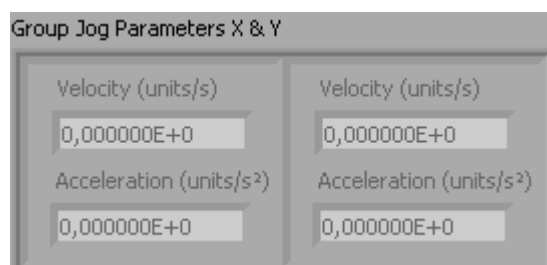 Group Jog Parameters X & Y
Velocity (units/s) Velocity (units/s)
0,000000E+0 0,000000E+0
Acceleration (units/s²) Acceleration (units/s²)
0,000000E+0 0,000000E+0